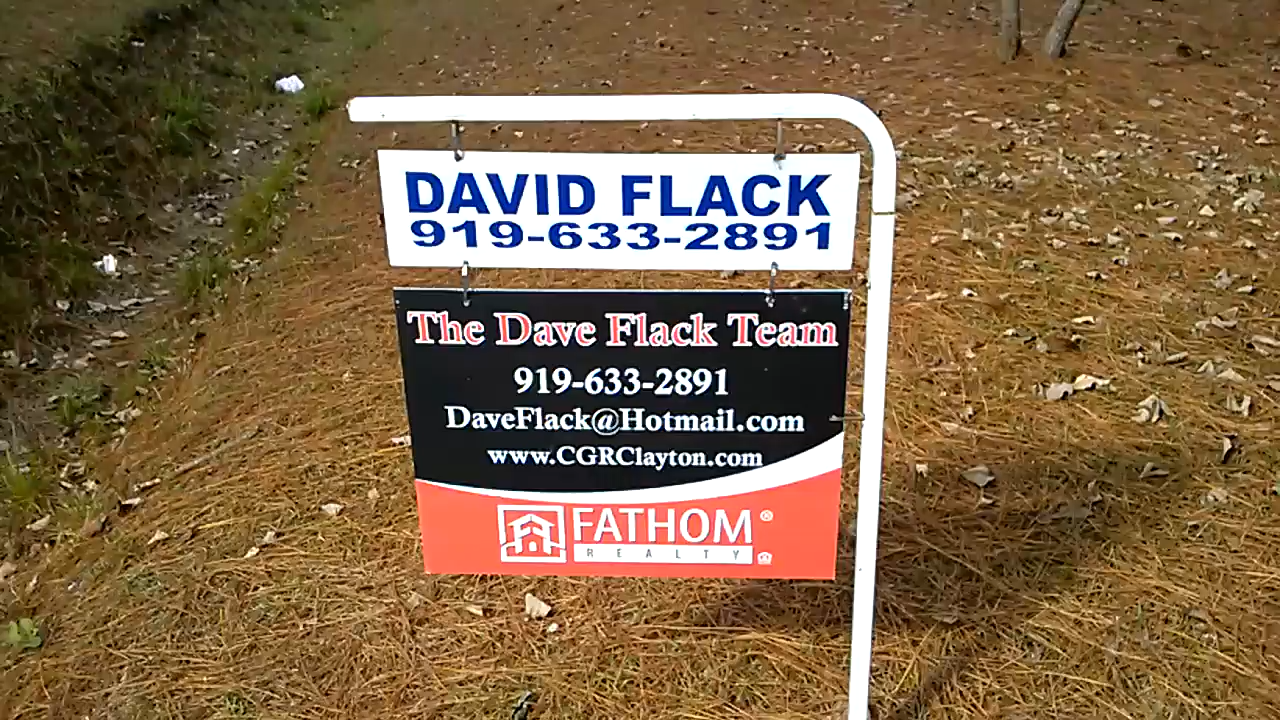 DAVID FLACK
919-633-2891
The Dave Flack Team
919-633-2891
DaveFlack@Hotmail.com
www.CGRClayton.com
FATHOM®
REALTY